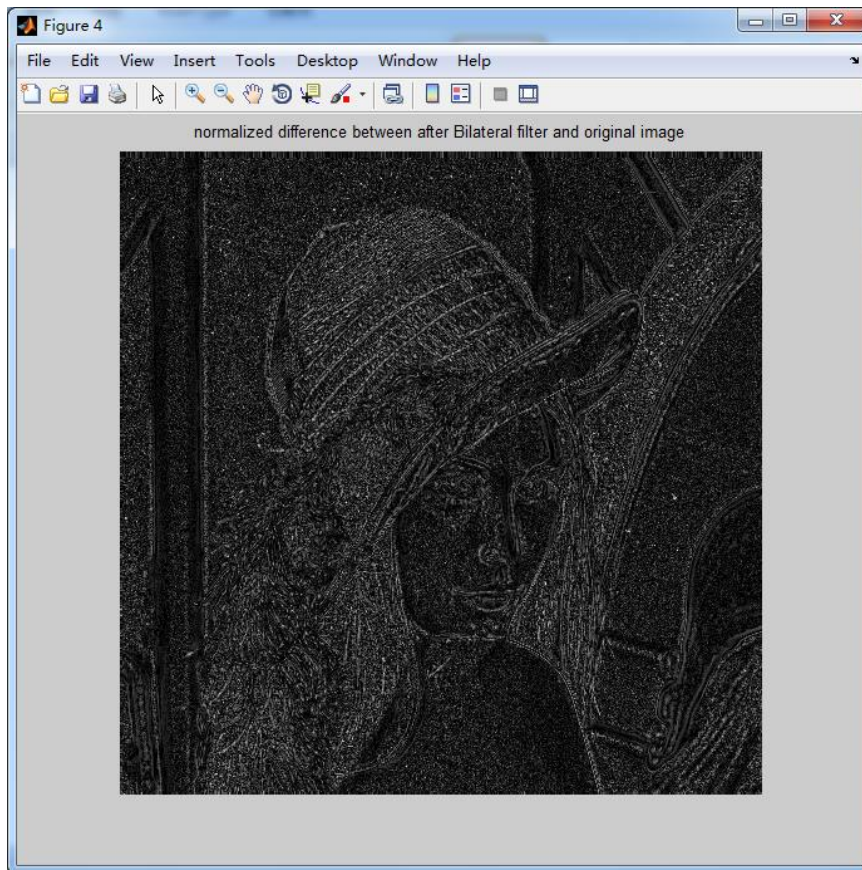 Figure 4
File Edit View Insert Tools Desktop Window Help
normalized difference between after Bilateral filter and original image